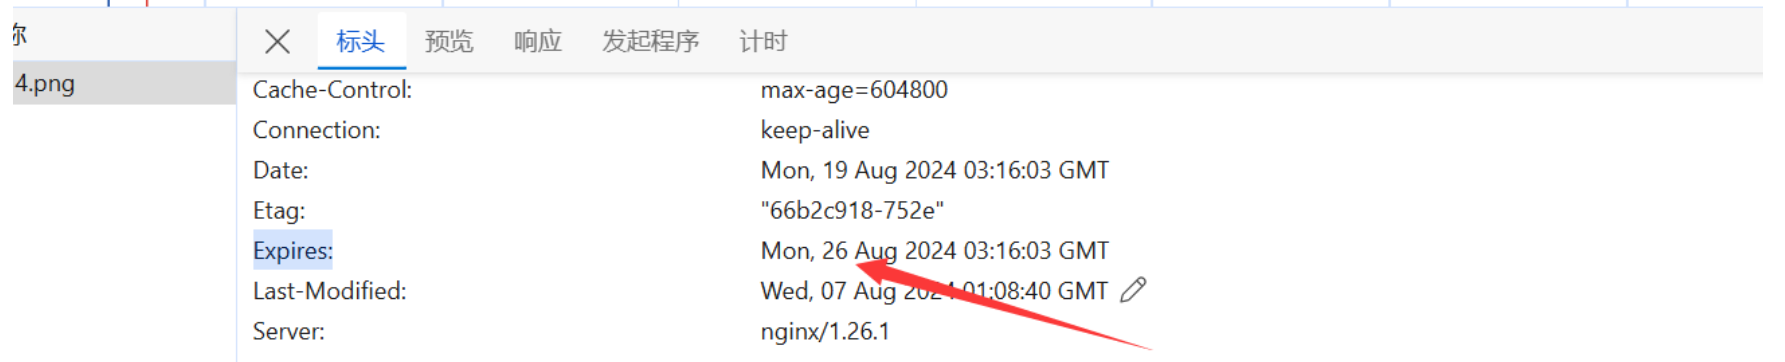 标头 预览 响应 发起程序 计时
4.png
Cache-Control: max-age=604800
Connection: keep-alive
Date: Mon, 19 Aug 2024 03:16:03 GMT
Etag: "66b2c918-752e"
Expires: Mon, 26 Aug 2024 03:16:03 GMT
Last-Modified: Wed, 07 Aug 2024 01:08:40 GMT
Server: nginx/1.26.1